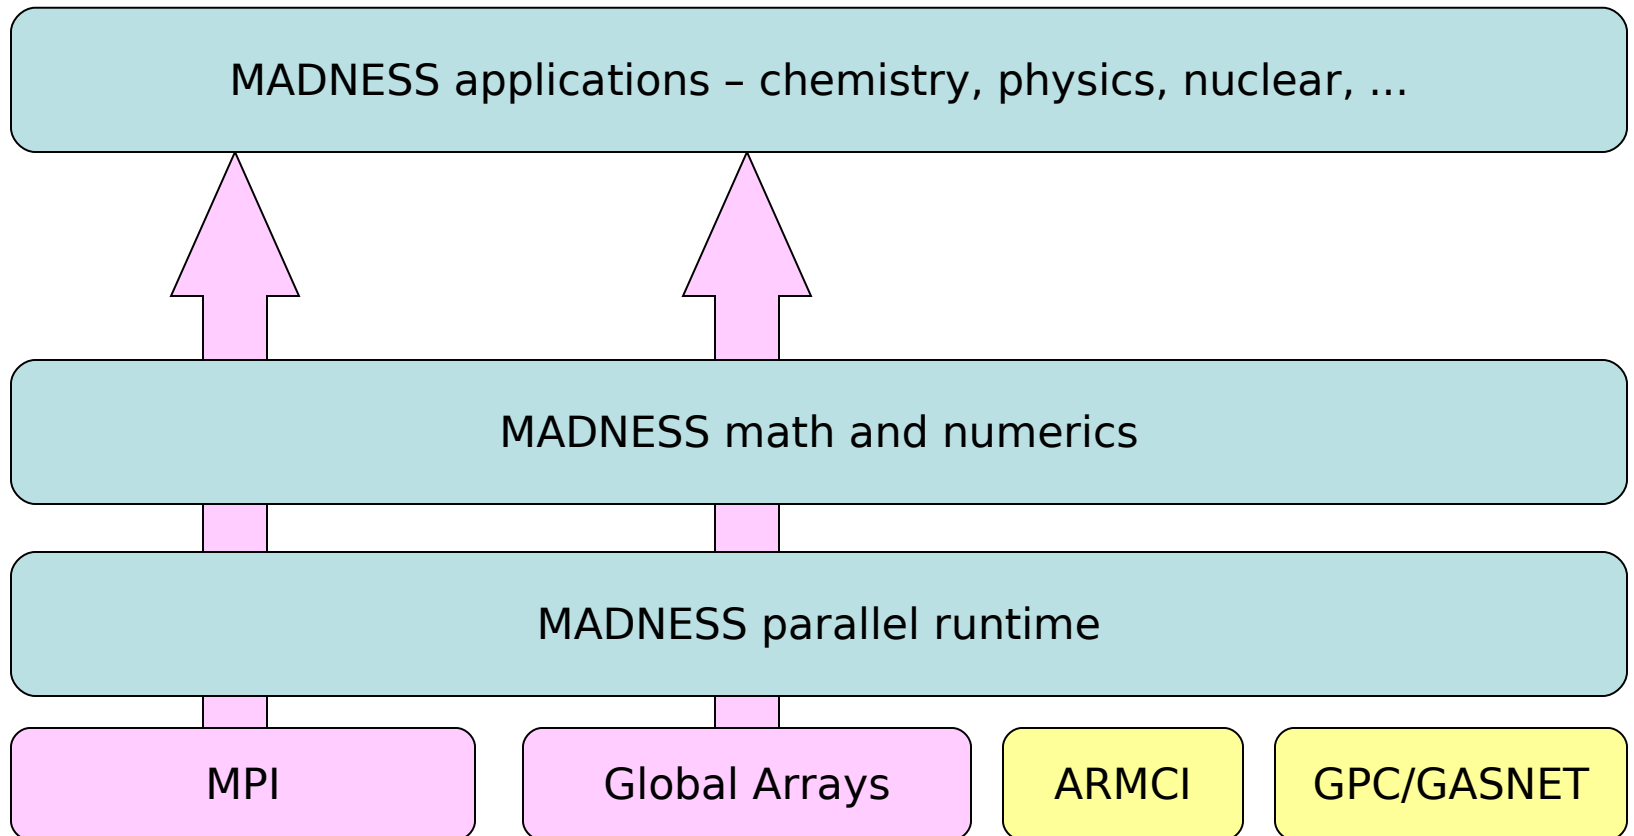 MADNESS applications – chemistry, physics, nuclear, ...
MADNESS math and numerics
MADNESS parallel runtime
MPI
Global Arrays
ARMCI
GPC/GASNET